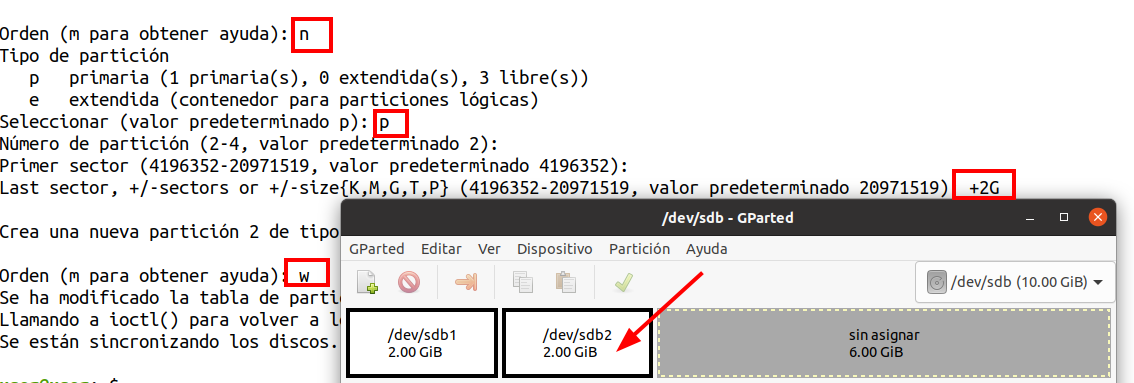 Orden (m para obtener ayuda): n
Tipo de partición
p primaria (1 primaria(s), 0 extendida(s), 3 libre(s))
e extendida (contenedor para particiones lógicas)
Seleccionar (valor predeterminado p): p
Número de partición (2-4, valor predeterminado 2):
Primer sector (4196352-20971519, valor predeterminado 4196352):
Last sector, +/-sectors or +/-size{K,M,G,T,P} (4196352-20971519, valor predeterminado 20971519) +2G
Crea una nueva partición 2 de tipo
Orden (m para obtener ayuda): w
Se ha modificado la tabla de parti
Llamando a ioctl() para volver a l
Se están sincronizando los discos.
/dev/sdb - GParted
GParted Editar Ver Dispositivo Partición Ayuda
/dev/sdb (10.00 GiB)
/dev/sdb1
2.00 GiB
/dev/sdb2
2.00 GiB
sin asignar
6.00 GiB